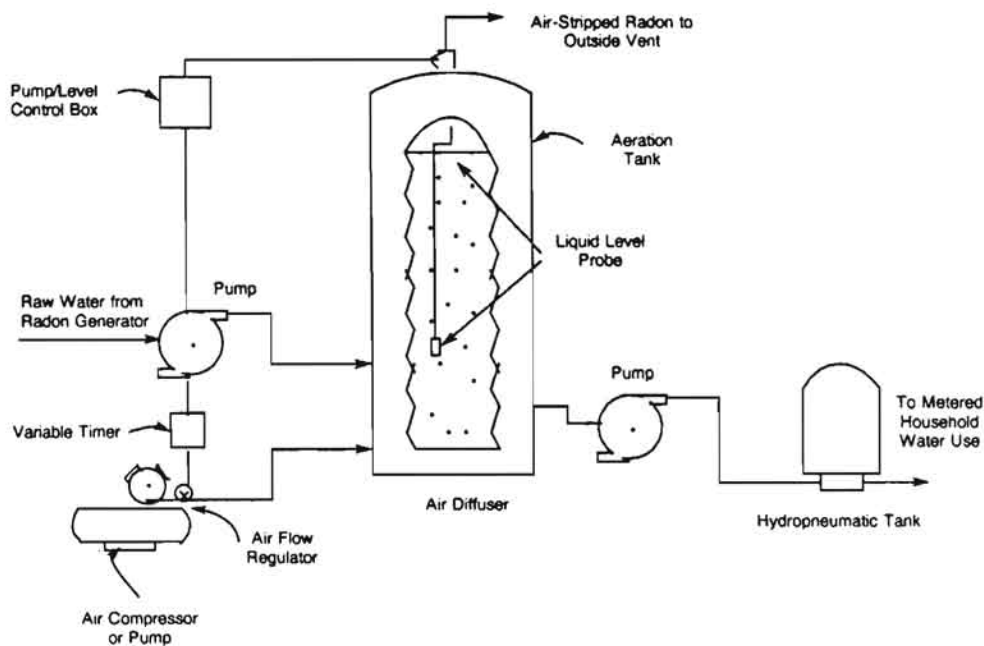 Air-Stripped Radon to
Outside Vent
Pump/Level
Control Box
Aeration
Tank
Liquid Level
Probe
Raw Water from
Radon Generator
Pump
Pump
To Metered
Household
Water Use
Variable Timer
Air Diffuser
Hydropneumatic Tank
Air Flow
Regulator
Air Compressor
or Pump